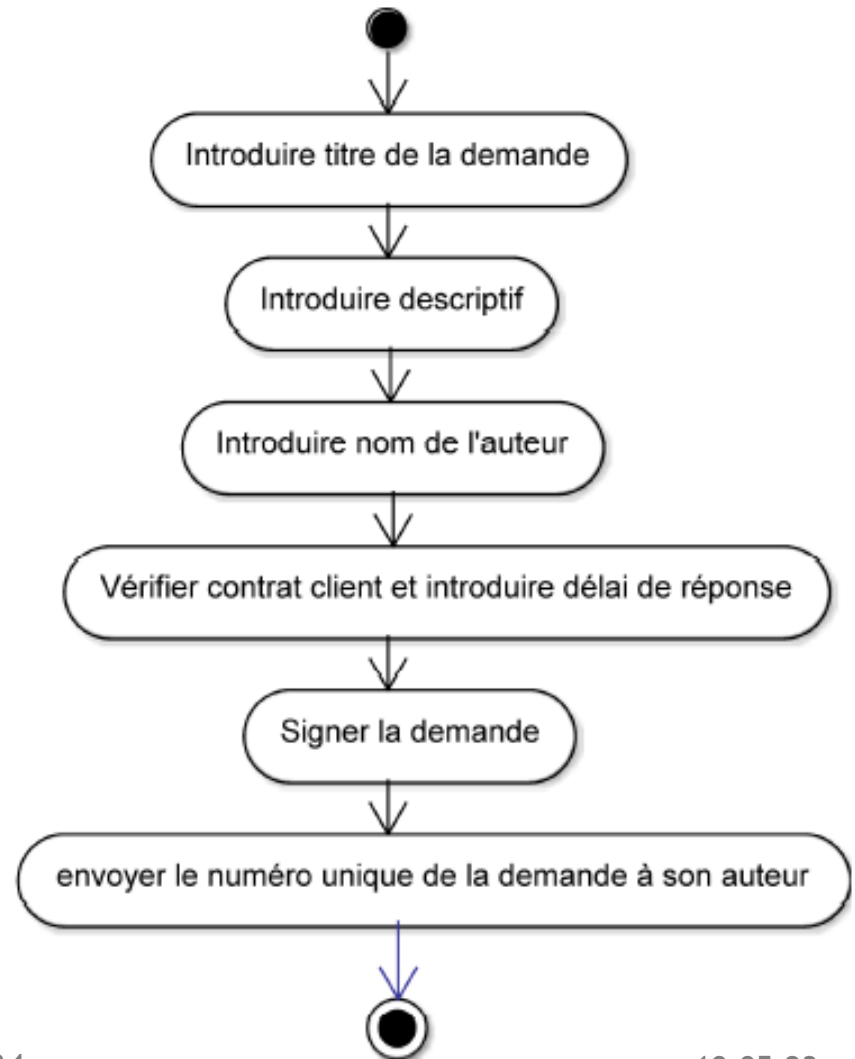 Introduire titre de la demande
Introduire descriptif
Introduire nom de l'auteur
Vérifier contrat client et introduire délai de réponse
Signer la demande
envoyer le numéro unique de la demande à son auteur